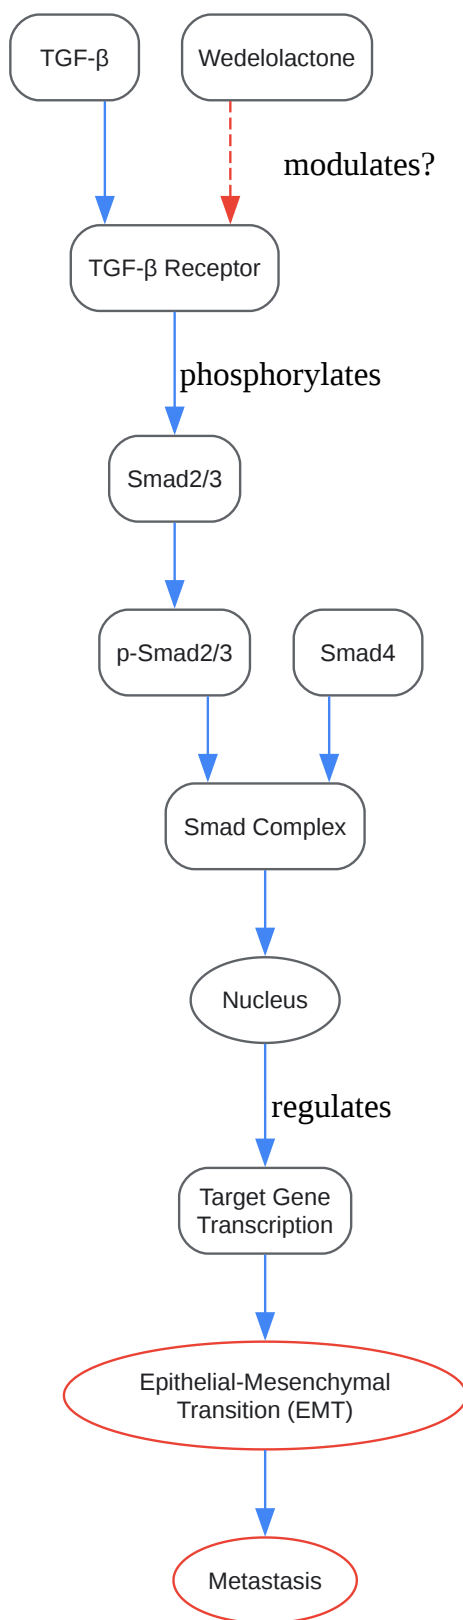 TGF-β
Wedelolactone
modulates?
TGF-β Receptor
phosphorylates
Smad2/3
p-Smad2/3
Smad4
Smad Complex
Nucleus
regulates
Target Gene
Transcription
Epithelial-Mesenchymal
Transition (EMT)
Metastasis